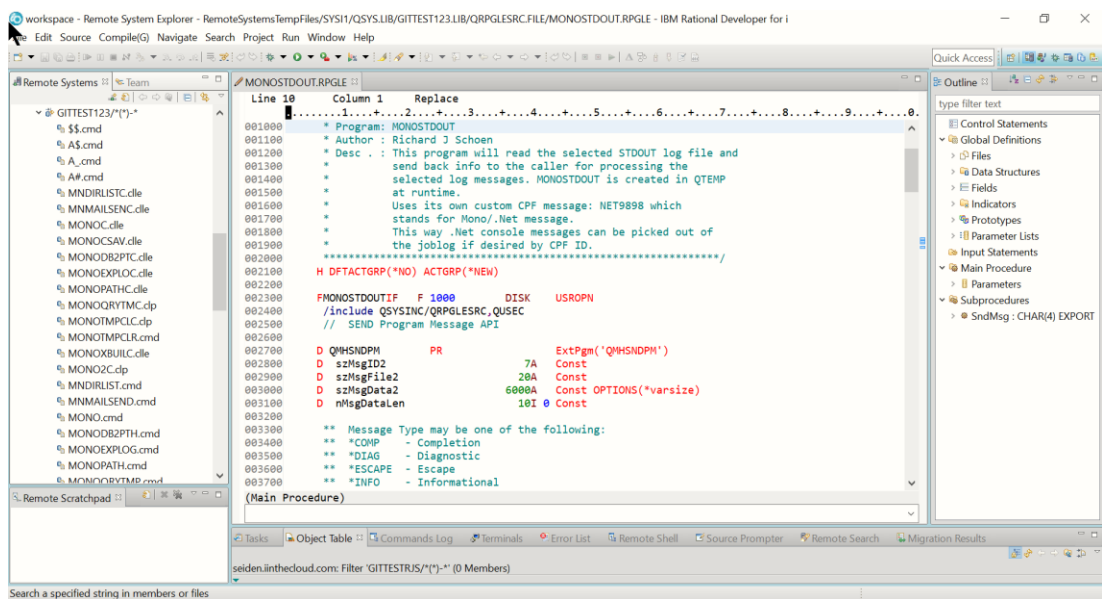 workspace - Remote System Explorer - RemoteSystemsTempFiles/SYSI1/QSYS.LIB/GITTEST123.LIB/QRPGLESRC.FILE/MONOSTDOUT.RPGLE - IBM Rational Developer for i
Edit Source Compile(G) Navigate Search Project Run Window Help
Quick Access
Remote Systems
Team
GITTEST123/*(*)-*
$$.cmd
A$.cmd
A_.cmd
A#.cmd
MNDIRLISTC.clle
MNMAILSENC.clle
MONOC.clle
MONOCSAV.clle
MONODB2PTC.clle
MONOEXPLOC.clle
MONOPATHC.clle
MONOQRYTMC.clp
MONOTMPCLC.clp
MONOTMPCLR.cmd
MONOXBUILC.clle
MONO2C.clp
MNDIRLIST.cmd
MNMAILSEND.cmd
MONO.cmd
MONODB2PTH.cmd
MONOEXPLOG.cmd
MONOPATH.cmd
MONOQRYTMP.cmd
Remote Scratchpad
MONOSTDOUT.RPGLE
Line 10 Column 1 Replace
.........1....+....2....+....3....+....4....+....5....+....6....+....7....+....8....+....9....+....0.
001000 * Program: MONOSTDOUT
001100 * Author : Richard J Schoen
001200 * Desc . : This program will read the selected STDOUT log file and
001300 * send back info to the caller for processing the
001400 * selected log messages. MONOSTDOUT is created in QTEMP
001500 * at runtime.
001600 * Uses its own custom CPF message: NET9898 which
001700 * stands for Mono/.Net message.
001800 * This way .Net console messages can be picked out of
001900 * the joblog if desired by CPF ID.
002000 *************************************************************/
002100 H DFTACTGRP(*NO) ACTGRP(*NEW)
002200
002300 FMONOSTDOUTIF F 1000 DISK USROPN
002400 /include QSYSINC/QRPGLESRC,QUSEC
002500 // SEND Program Message API
002600
002700 D QMHSNDPM PR ExtPgm('QMHSNDPM')
002800 D szMsgID2 7A Const
002900 D szMsgFile2 20A Const
003000 D szMsgData2 6000A Const OPTIONS(*varsize)
003100 D nMsgDataLen 10I 0 Const
003200
003300 ** Message Type may be one of the following:
003400 ** *COMP - Completion
003500 ** *DIAG - Diagnostic
003600 ** *ESCAPE - Escape
003700 ** *INFO - Informational
(Main Procedure)
Outline
type filter text
Control Statements
Global Definitions
Files
Data Structures
Fields
Indicators
Prototypes
Parameter Lists
Input Statements
Main Procedure
Parameters
Subprocedures
SndMsg : CHAR(4) EXPORT
Tasks
Object Table
Commands Log
Terminals
Error List
Remote Shell
Source Prompter
Remote Search
Migration Results
seiden.iinthecloud.com: Filter 'GITTESTRJS/*(*)-*' (0 Members)
Search a specified string in members or files